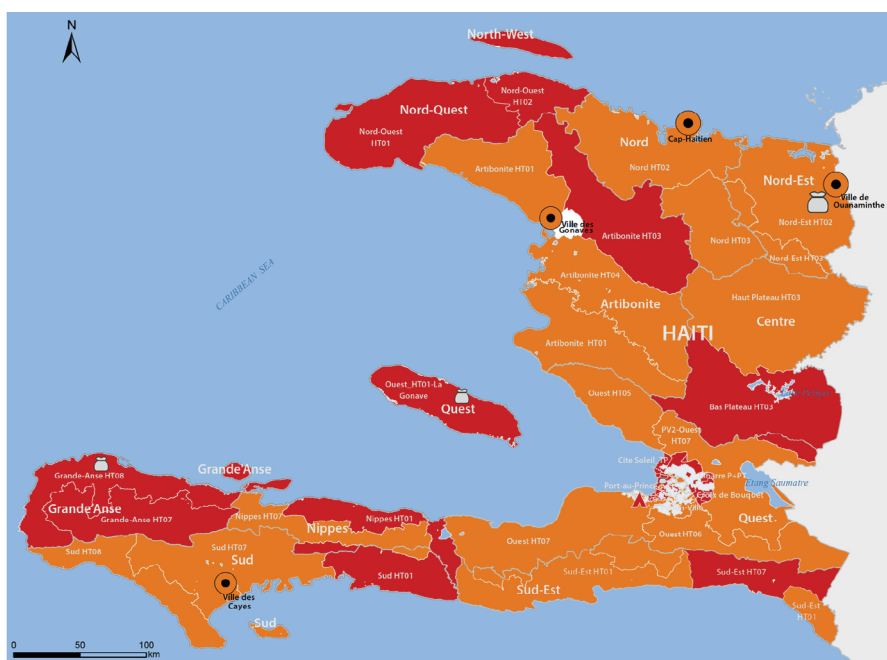 N
North-West
Nord-Ouest
HT02
Nord-Quest
Nord-Ouest
HT01
Nord
Cap-Haïtien
Nord HT02
Artibonite HT01
Nord-Est
Ville de
Ouanaminthe
Nord-Est HT02
Ville des
Gonaves
Artibonite HT03
Nord HT03
Nord Est HT03
Artibonite HT04
Haut Plateau HT03
CARIBBEAN SEA
Artibonite
Centre
HAITI
Artibonite HT01
Ouest_HT01-La
Gonave
Quest
Ouest HT05
Bas Plateau HT03
PV2-Ouest
HT07
Cite Soleil_TP
Grande'Anse
Grande-Anse HT08
Etang Saumatre
Port-au-Prince
Croix de Bouquet
Grande'Anse
Grande-Anse HT07
Nippes HT07
Nippes HT01
Nippes
Quest
Ouest HT06
Ouest HT07
Sud HT08
Sud HT07
Sud
Sud HT01
Sud-Est HT01
Sud-Est HT07
Sud-Est
Ville des
Cayes
Sud-Est
HT01
Sud
0 50 100
km